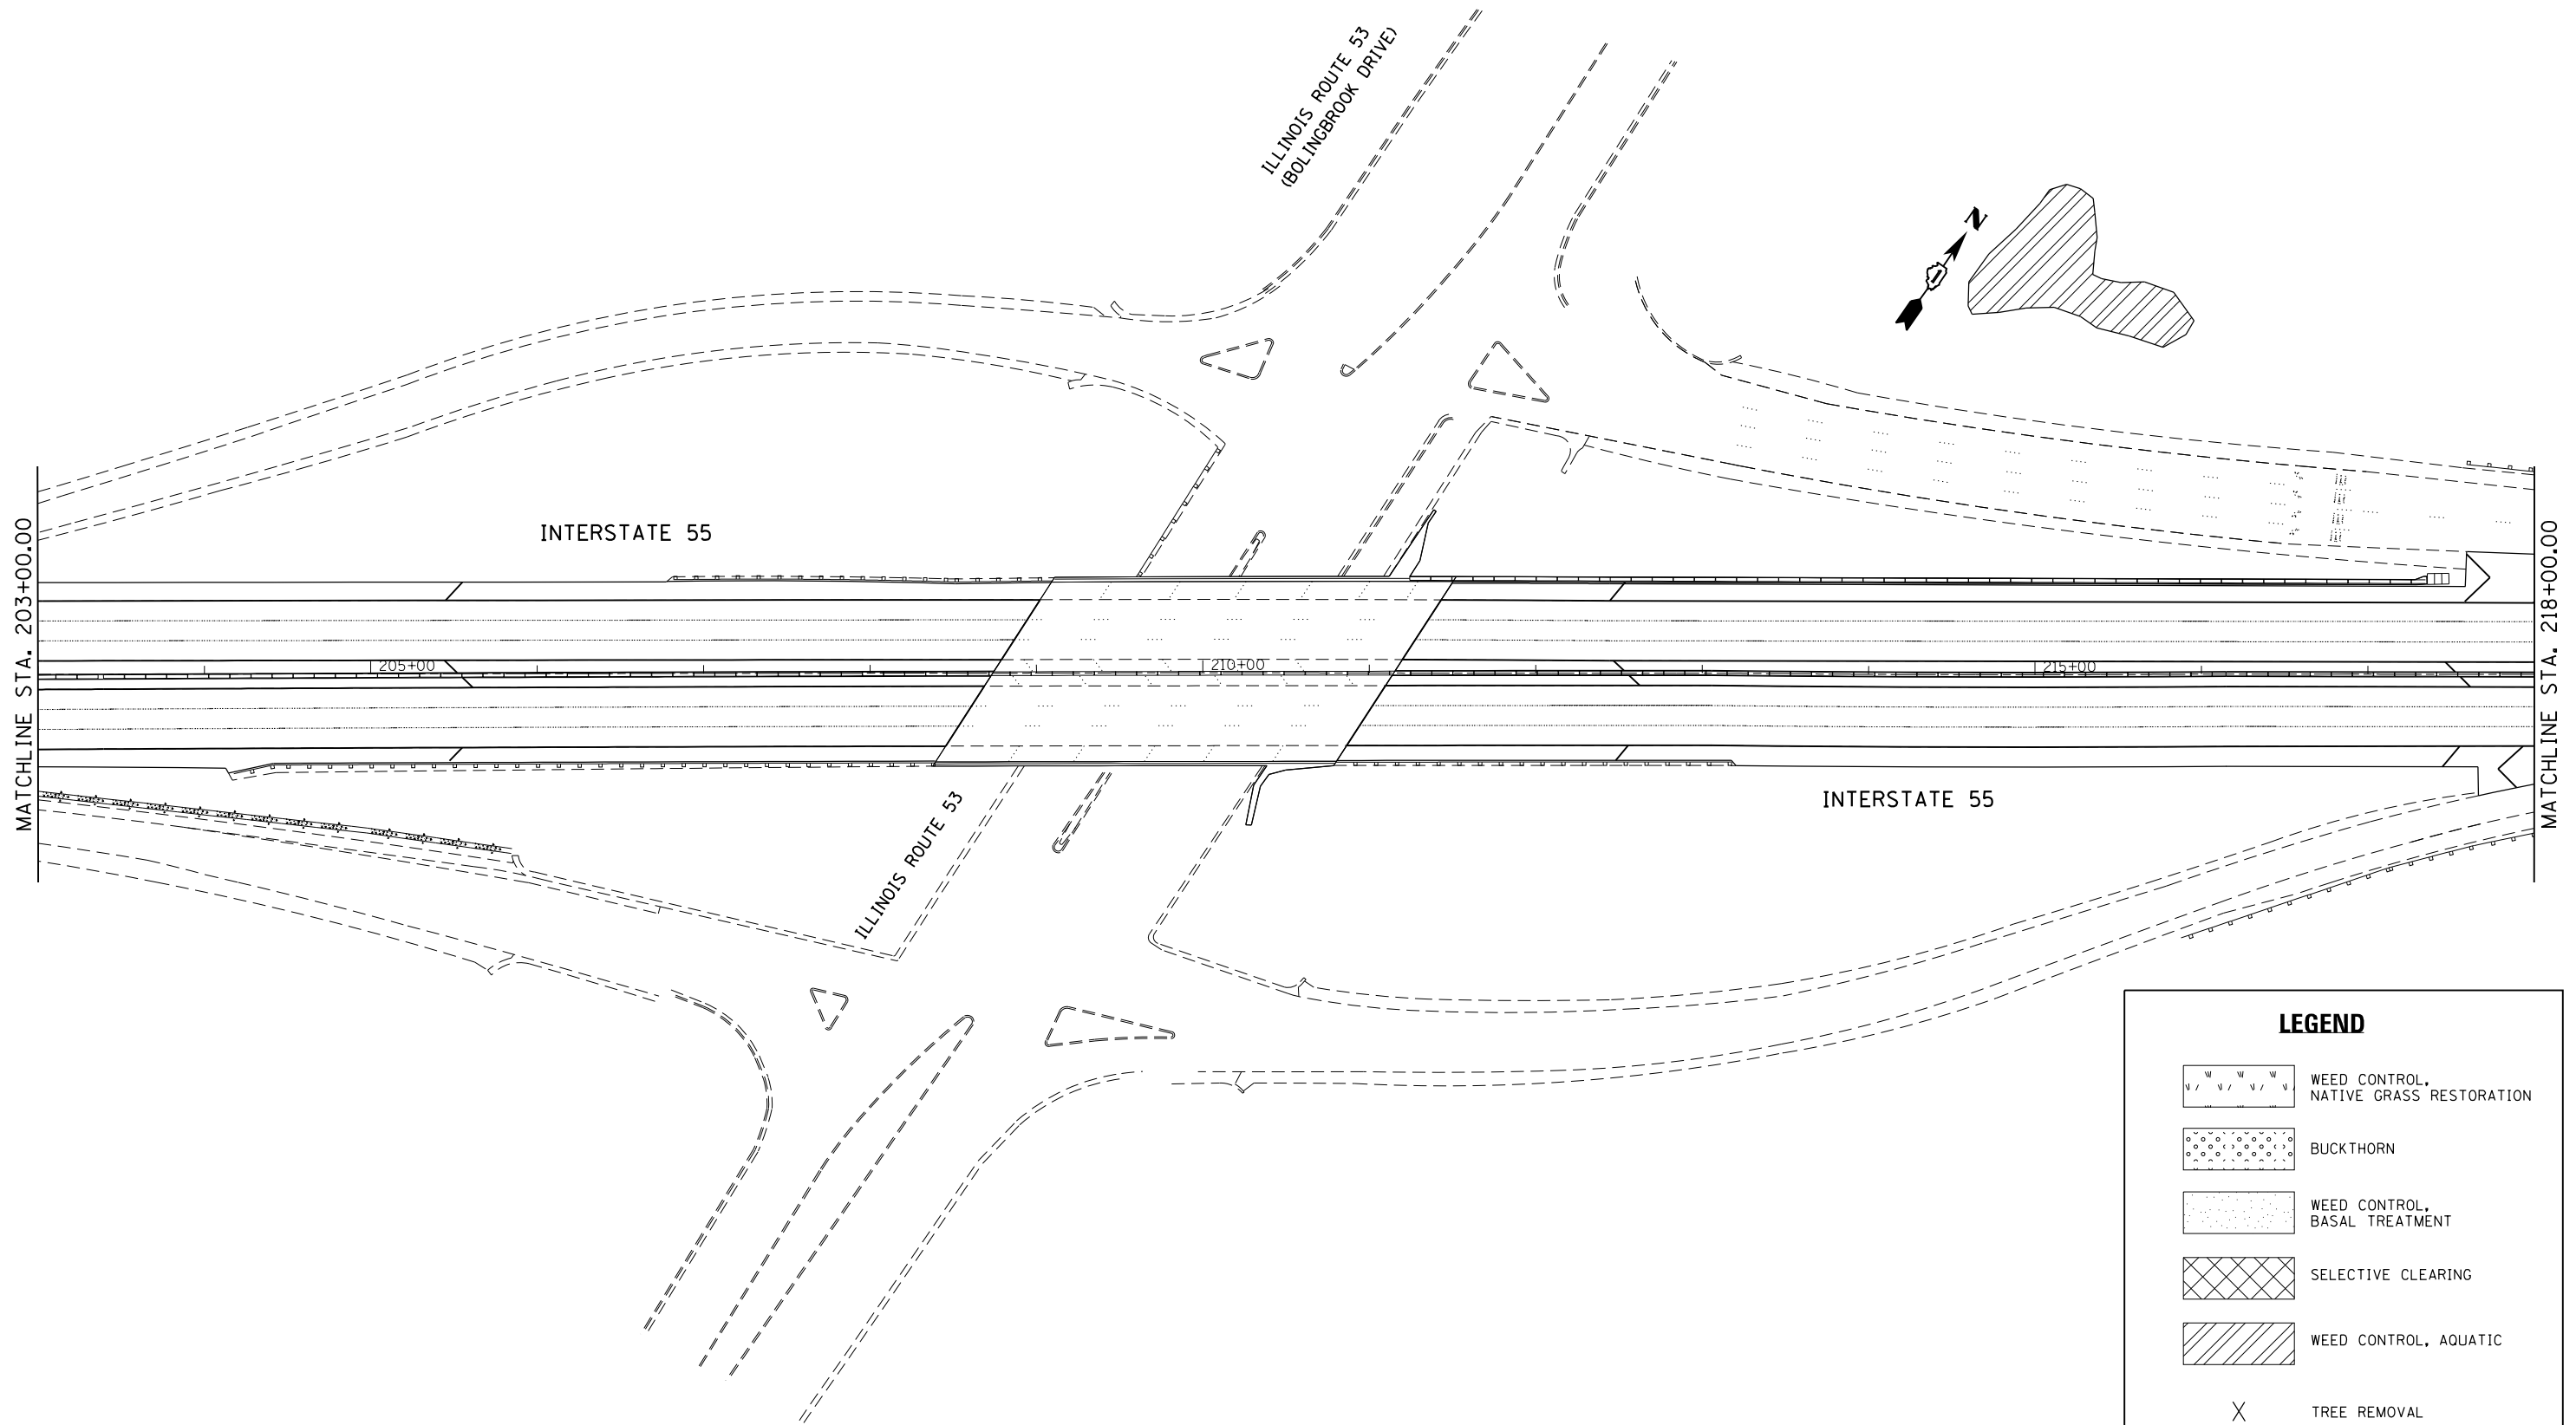 ILLINOIS ROUTE 53
(BOLINGBROOK DRIVE)
N
INTERSTATE 55
MATCHLINE STA. 203+00.00
205+00
210+00
215+00
MATCHLINE STA. 218+00.00
INTERSTATE 55
ILLINOIS ROUTE 53
LEGEND
WEED CONTROL,
NATIVE GRASS RESTORATION
BUCKTHORN
WEED CONTROL,
BASAL TREATMENT
SELECTIVE CLEARING
WEED CONTROL, AQUATIC
X TREE REMOVAL